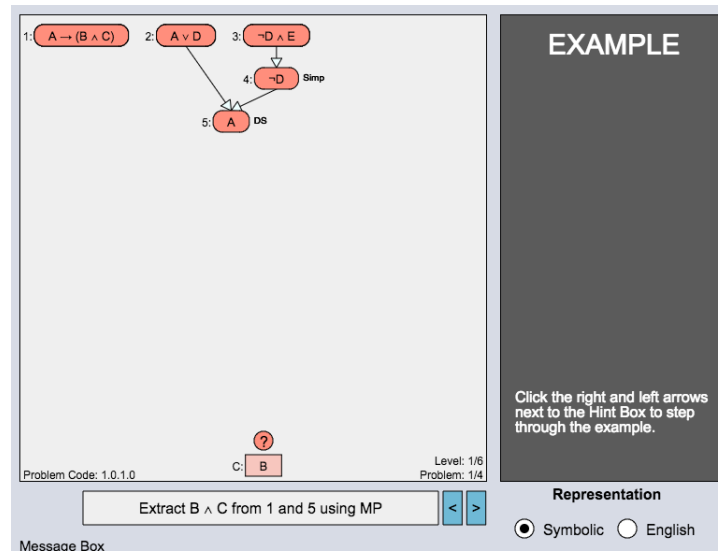 1: A → (B ∧ C) 2: A ∨ D 3: ¬D ∧ E
4: ¬D Simp
5: A DS
?
C: B
Problem Code: 1.0.1.0
Level: 1/6
Problem: 1/4
Extract B ∧ C from 1 and 5 using MP < >
Message Box
EXAMPLE
Click the right and left arrows
next to the Hint Box to step
through the example.
Representation
Symbolic English